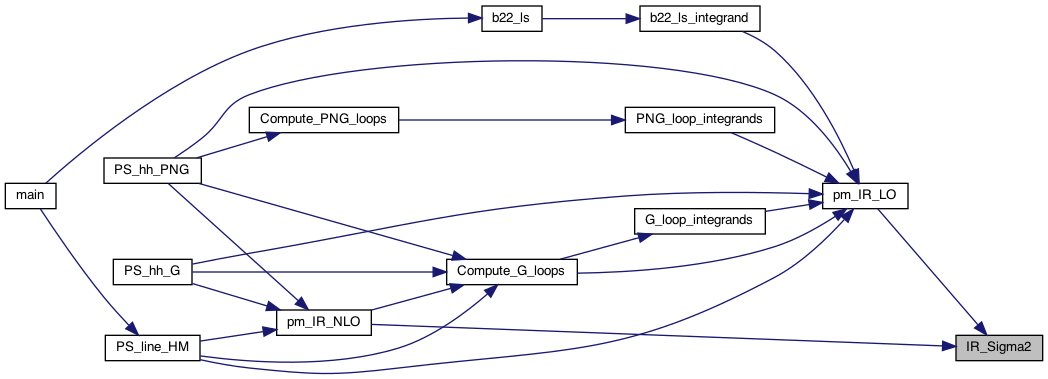 b22_ls
b22_ls_integrand
Compute_PNG_loops
PNG_loop_integrands
PS_hh_PNG
main
pm_IR_LO
G_loop_integrands
PS_hh_G
Compute_G_loops
pm_IR_NLO
PS_line_HM
IR_Sigma2